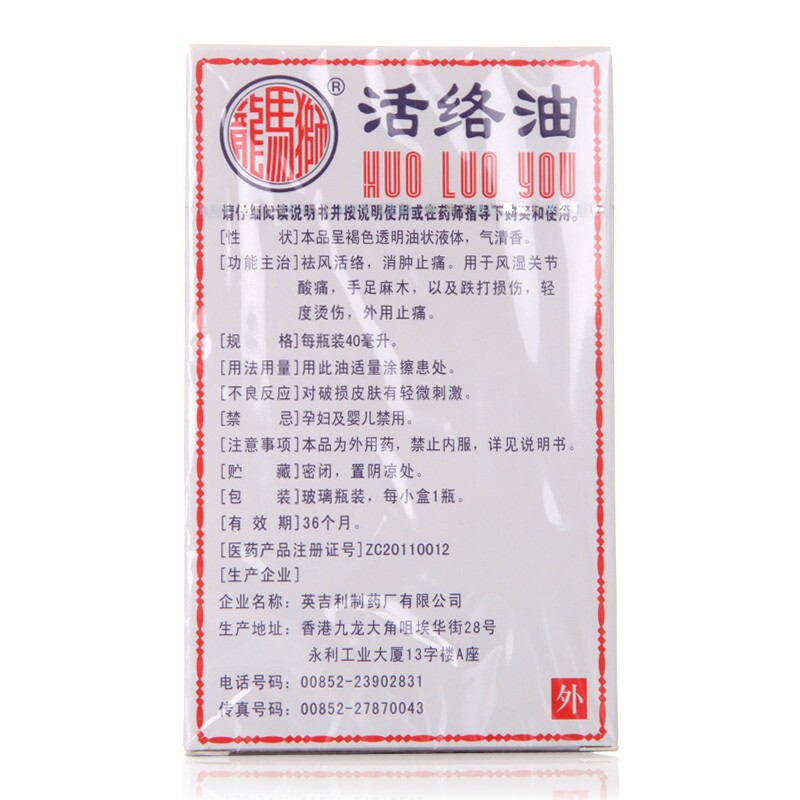 龍馬獅
®
活络油
HUO LUO YOU
请仔细阅读说明书并按说明使用或在药师指导下购买和使用。
[性 状]本品呈褐色透明油状液体，气清香。
[功能主治]祛风活络，消肿止痛。用于风湿关节
酸痛，手足麻木，以及跌打损伤，轻
度烫伤，外用止痛。
[规 格]每瓶装40毫升。
[用法用量]用此油适量涂擦患处。
[不良反应]对破损皮肤有轻微刺激。
[禁 忌]孕妇及婴儿禁用。
[注意事项]本品为外用药，禁止内服，详见说明书。
[贮 藏]密闭，置阴凉处。
[包 装]玻璃瓶装，每小盒1瓶。
[有 效 期]36个月。
[医药产品注册证号]ZC20110012
[生产企业]
企业名称：英吉利制药厂有限公司
生产地址：香港九龙大角咀埃华街28号
永利工业大厦13字楼A座
电话号码：00852-23902831
传真号码：00852-27870043
外